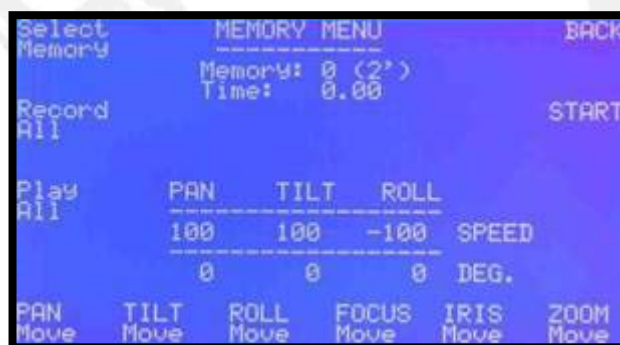 Select Memory
MEMORY MENU
BACK
Memory: 0 (2')
Time: 0.00
Record All
START
Play All
PAN TILT ROLL
100 100 -100 SPEED
0 0 0 DEG.
PAN Move
TILT Move
ROLL Move
FOCUS Move
IRIS Move
ZOOM Move